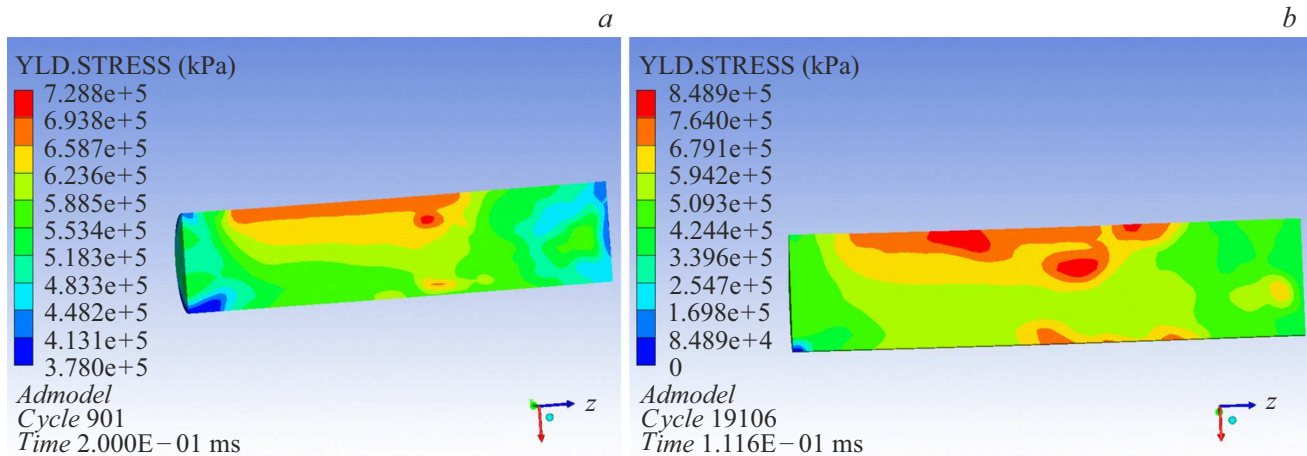 a
YLD.STRESS (kPa)
7.288e+5
6.938e+5
6.587e+5
6.236e+5
5.885e+5
5.534e+5
5.183e+5
4.833e+5
4.482e+5
4.131e+5
3.780e+5
Admodel
Cycle 901
Time 2.000E−01 ms
z
b
YLD.STRESS (kPa)
8.489e+5
7.640e+5
6.791e+5
5.942e+5
5.093e+5
4.244e+5
3.396e+5
2.547e+5
1.698e+5
8.489e+4
0
Admodel
Cycle 19106
Time 1.116E−01 ms
z